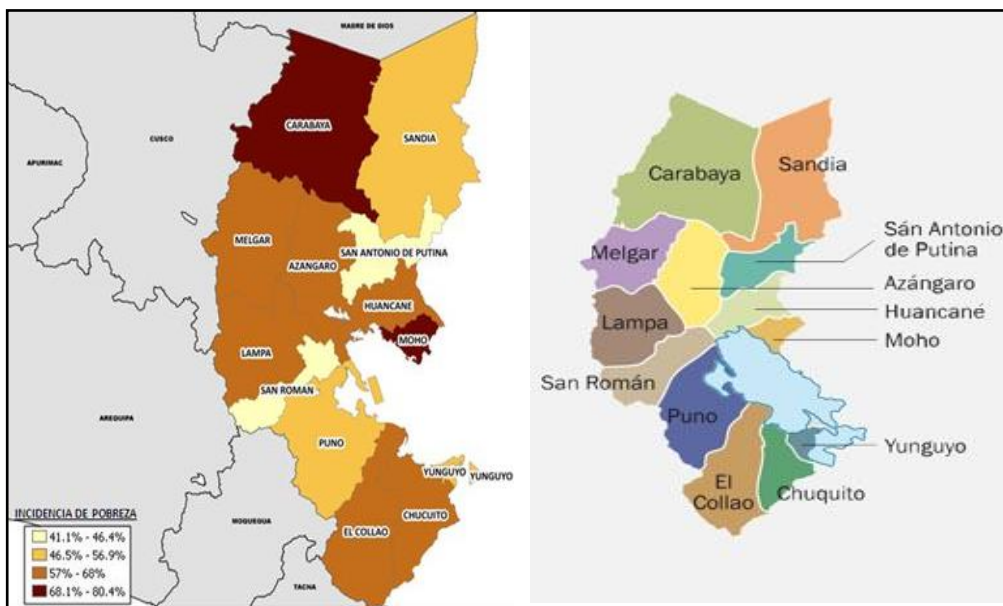 MADRE DE DIOS
CUSCO
APURIMAC
CARABAYA
SANDIA
MELGAR
AZANGARO
SAN ANTONIO DE PUTINA
HUANCANE
MOHO
LAMPA
SAN ROMAN
AREQUIPA
PUNO
YUNGUYO
YUNGUYO
CHUCUITO
EL COLLAO
MOQUEGUA
TACNA
INCIDENCIA DE POBREZA
41.1% - 46.4%
46.5% - 56.9%
57% - 68%
68.1% - 80.4%
Carabaya
Sandia
Sán Antonio
de Putina
Melgar
Azángaro
Huancané
Lampa
Moho
San Román
Puno
Yunguyo
El
Collao
Chuquito